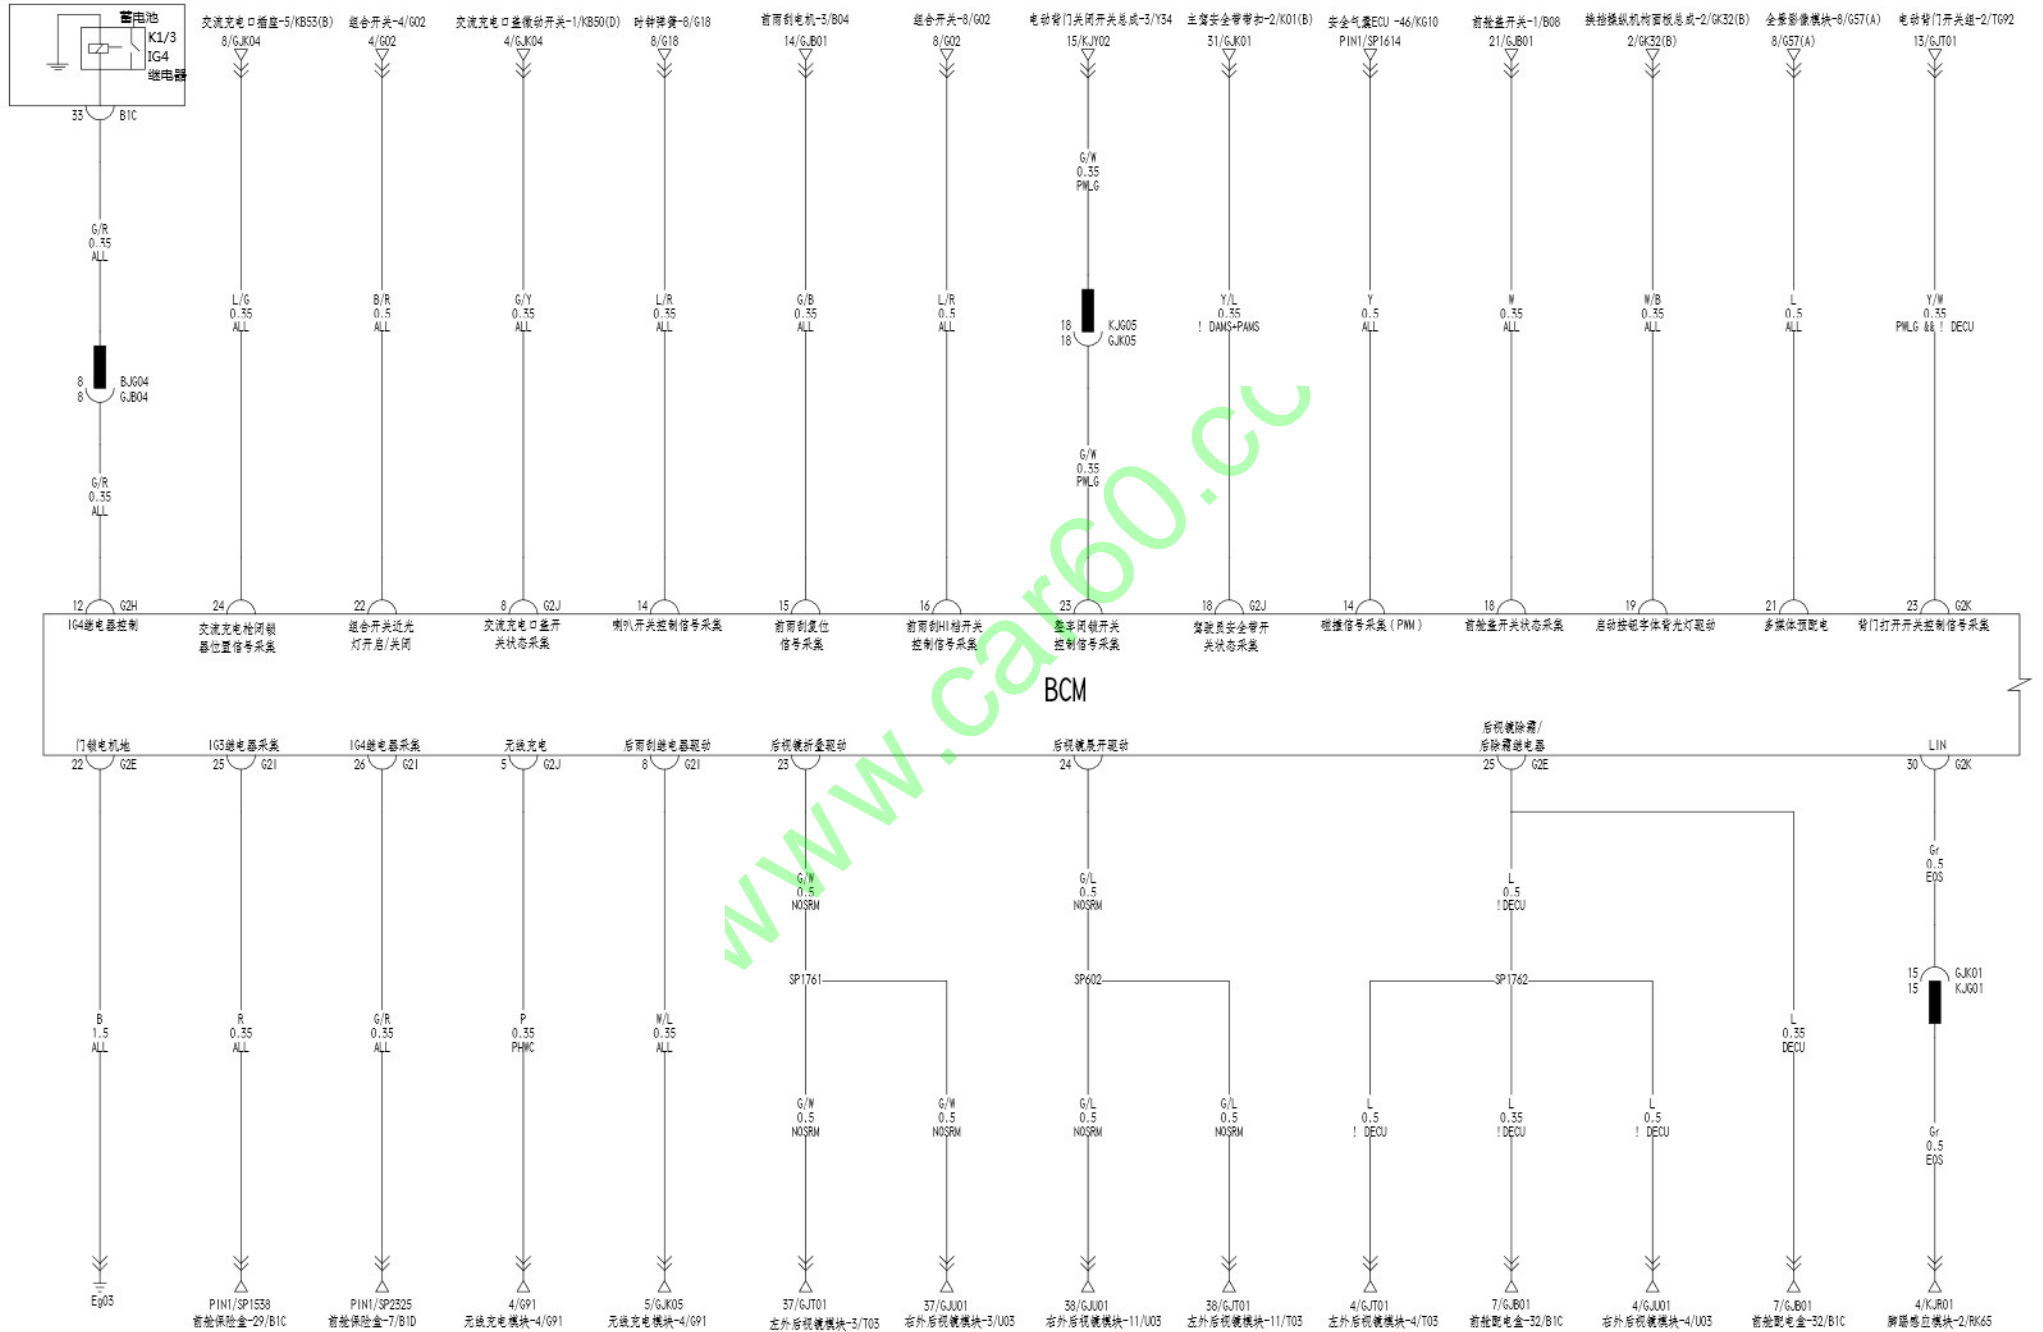 蓄电池
K1/3
IG4
继电器
33 B1C
交流充电口插座-5/KB53(B)
8/GJK04
组合开关-4/G02
4/G02
交流充电口盖微动开关-1/KB50(D)
4/GJK04
时钟弹簧-8/G18
8/G18
前雨刮电机-3/B04
14/GJB01
组合开关-8/G02
8/G02
电动背门关闭开关总成-3/Y34
15/KJY02
主驾安全带带扣-2/K01(B)
31/GJK01
安全气囊ECU -46/KG10
PIN1/SP1614
前舱盖开关-1/B08
21/GJB01
换挡操纵机构面板总成-2/GK32(B)
2/GK32(B)
全景影像模块-8/G57(A)
8/G57(A)
电动背门开关组-2/TG92
13/GJT01
G/W
0.35
PWLG
G/R
0.35
ALL
L/G
0.35
ALL
B/R
0.5
ALL
G/Y
0.35
ALL
L/R
0.35
ALL
G/B
0.35
ALL
L/R
0.5
ALL
18 KJG05
18 GJK05
Y/L
0.35
! DAMS+PAMS
Y
0.5
ALL
W
0.35
ALL
W/B
0.35
ALL
L
0.5
ALL
Y/W
0.35
PWLG && ! DECU
8 BJG04
8 GJB04
G/R
0.35
ALL
G/W
0.35
PWLG
www.car60.co
12 G2H
IG4继电器控制
24
交流充电枪闭锁
器位置信号采集
22
组合开关近光
灯开启/关闭
8 G2J
交流充电口盖开
关状态采集
14
喇叭开关控制信号采集
15
前雨刮复位
信号采集
16
前雨刮HI档开关
控制信号采集
23
整车闭锁开关
控制信号采集
18 G2J
驾驶员安全带开
关状态采集
14
碰撞信号采集(PWM)
18
前舱盖开关状态采集
19
启动按钮字体背光灯驱动
21
多媒体预配电
23 G2K
背门打开开关控制信号采集
BCM
门锁电机地
22 G2E
IG3继电器采集
25 G2I
IG4继电器采集
26 G2I
无线充电
5 G2J
后雨刮继电器驱动
8 G2I
后视镜折叠驱动
23
后视镜展开驱动
24
后视镜除霜/
后除霜继电器
25 G2E
LIN
30 G2K
G/W
0.5
NOSRM
G/L
0.5
NOSRM
L
0.5
!DECU
Gr
0.5
EOS
SP1761
SP602
SP1762
15 GJK01
15 KJG01
B
1.5
ALL
R
0.35
ALL
G/R
0.35
ALL
P
0.35
PHWC
W/L
0.35
ALL
L
0.35
DECU
G/W
0.5
NOSRM
G/W
0.5
NOSRM
G/L
0.5
NOSRM
G/L
0.5
NOSRM
L
0.5
! DECU
L
0.35
!DECU
L
0.5
! DECU
Gr
0.5
EOS
Eg03
PIN1/SP1538
前舱保险盒-29/B1C
PIN1/SP2325
前舱保险盒-7/B1D
4/G91
无线充电模块-4/G91
5/GJK05
无线充电模块-4/G91
37/GJT01
左外后视镜模块-3/T03
37/GJU01
右外后视镜模块-3/U03
38/GJU01
右外后视镜模块-11/U03
38/GJT01
左外后视镜模块-11/T03
4/GJT01
左外后视镜模块-4/T03
7/GJB01
前舱配电盒-32/B1C
4/GJU01
右外后视镜模块-4/U03
7/GJB01
前舱配电盒-32/B1C
4/KJR01
脚踢感应模块-2/RK65